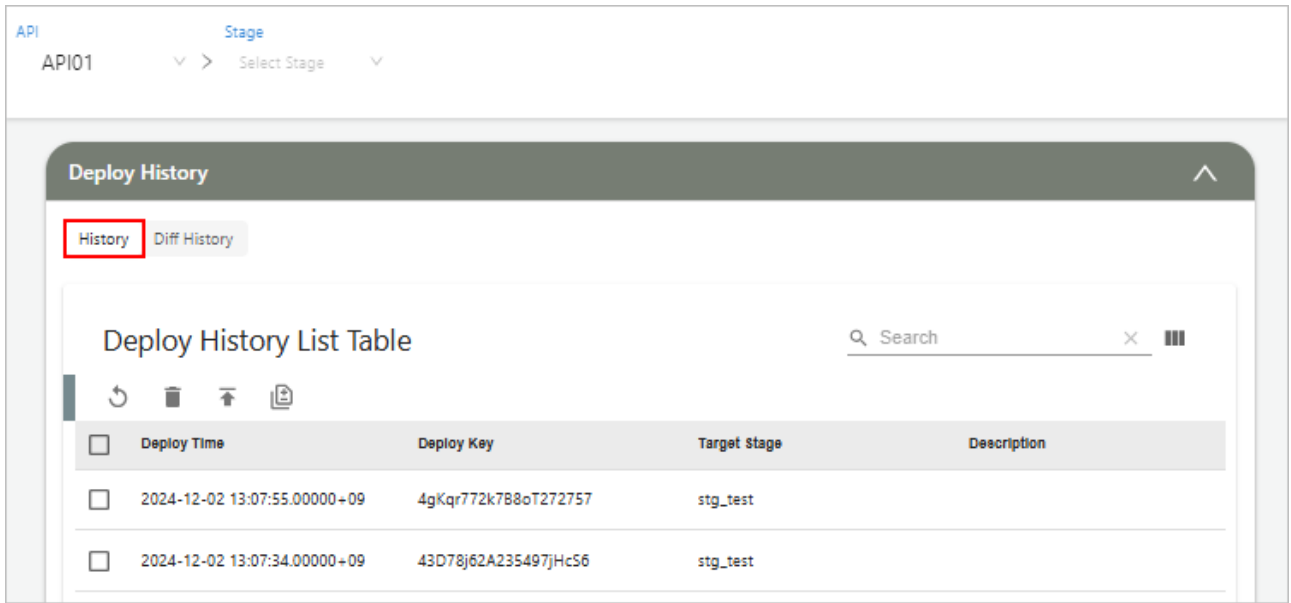 API Stage
API01 > Select Stage
Deploy History
History Diff History
Deploy History List Table Search
Deploy Time Deploy Key Target Stage Description
2024-12-02 13:07:55.00000+09 4gKqr772k7B8oT272757 stg_test
2024-12-02 13:07:34.00000+09 43D78j62A235497jHcS6 stg_test